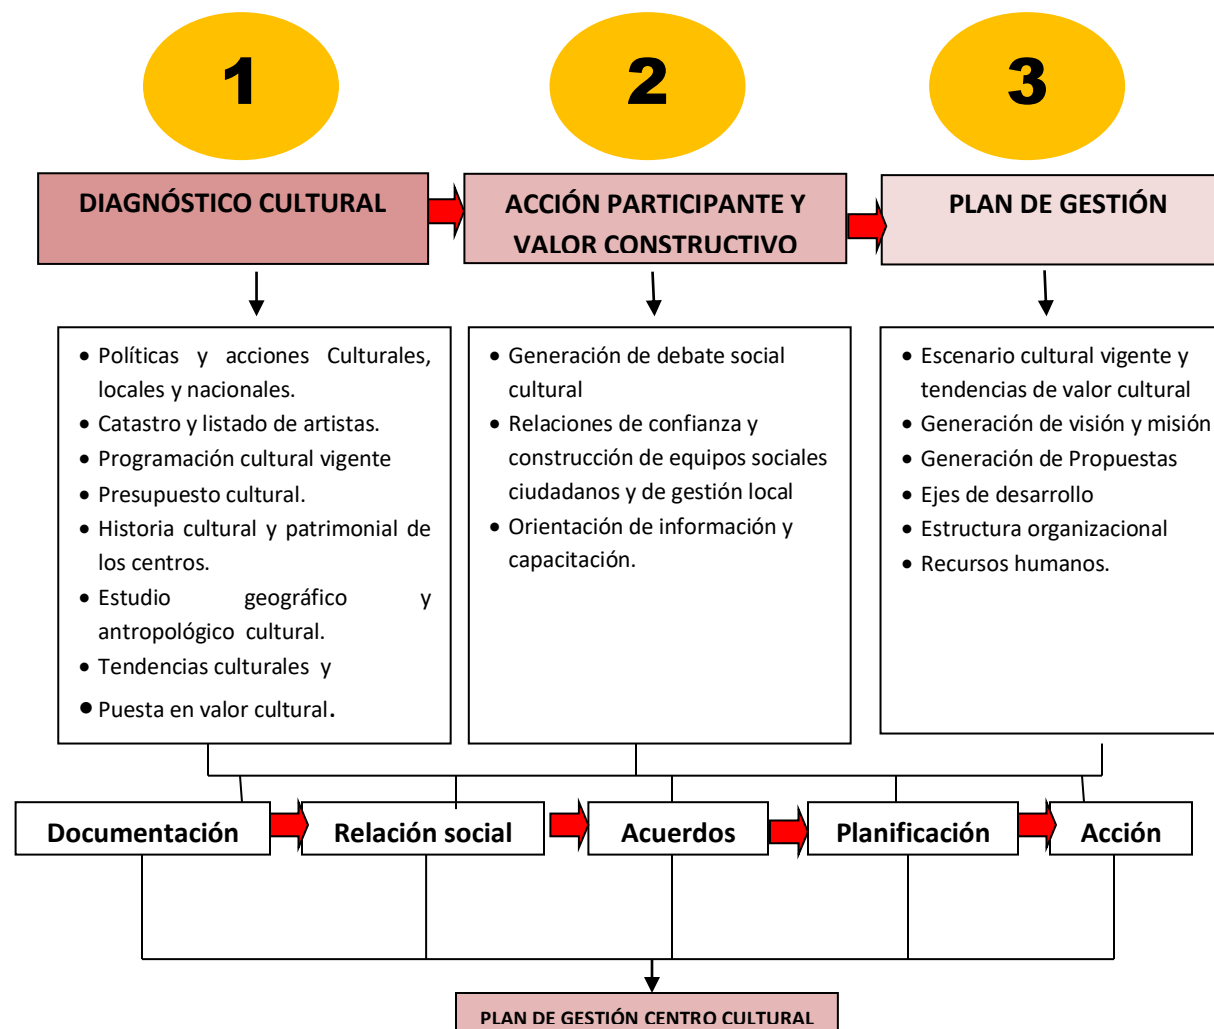 1
2
3
DIAGNÓSTICO CULTURAL
ACCIÓN PARTICIPANTE Y
VALOR CONSTRUCTIVO
PLAN DE GESTIÓN
• Políticas y acciones Culturales,
locales y nacionales.
• Catastro y listado de artistas.
• Programación cultural vigente
• Presupuesto cultural.
• Historia cultural y patrimonial de
los centros.
• Estudio geográfico y
antropológico cultural.
• Tendencias culturales y
• Puesta en valor cultural.
• Generación de debate social
cultural
• Relaciones de confianza y
construcción de equipos sociales
ciudadanos y de gestión local
• Orientación de información y
capacitación.
• Escenario cultural vigente y
tendencias de valor cultural
• Generación de visión y misión
• Generación de Propuestas
• Ejes de desarrollo
• Estructura organizacional
• Recursos humanos.
Documentación
Relación social
Acuerdos
Planificación
Acción
PLAN DE GESTIÓN CENTRO CULTURAL